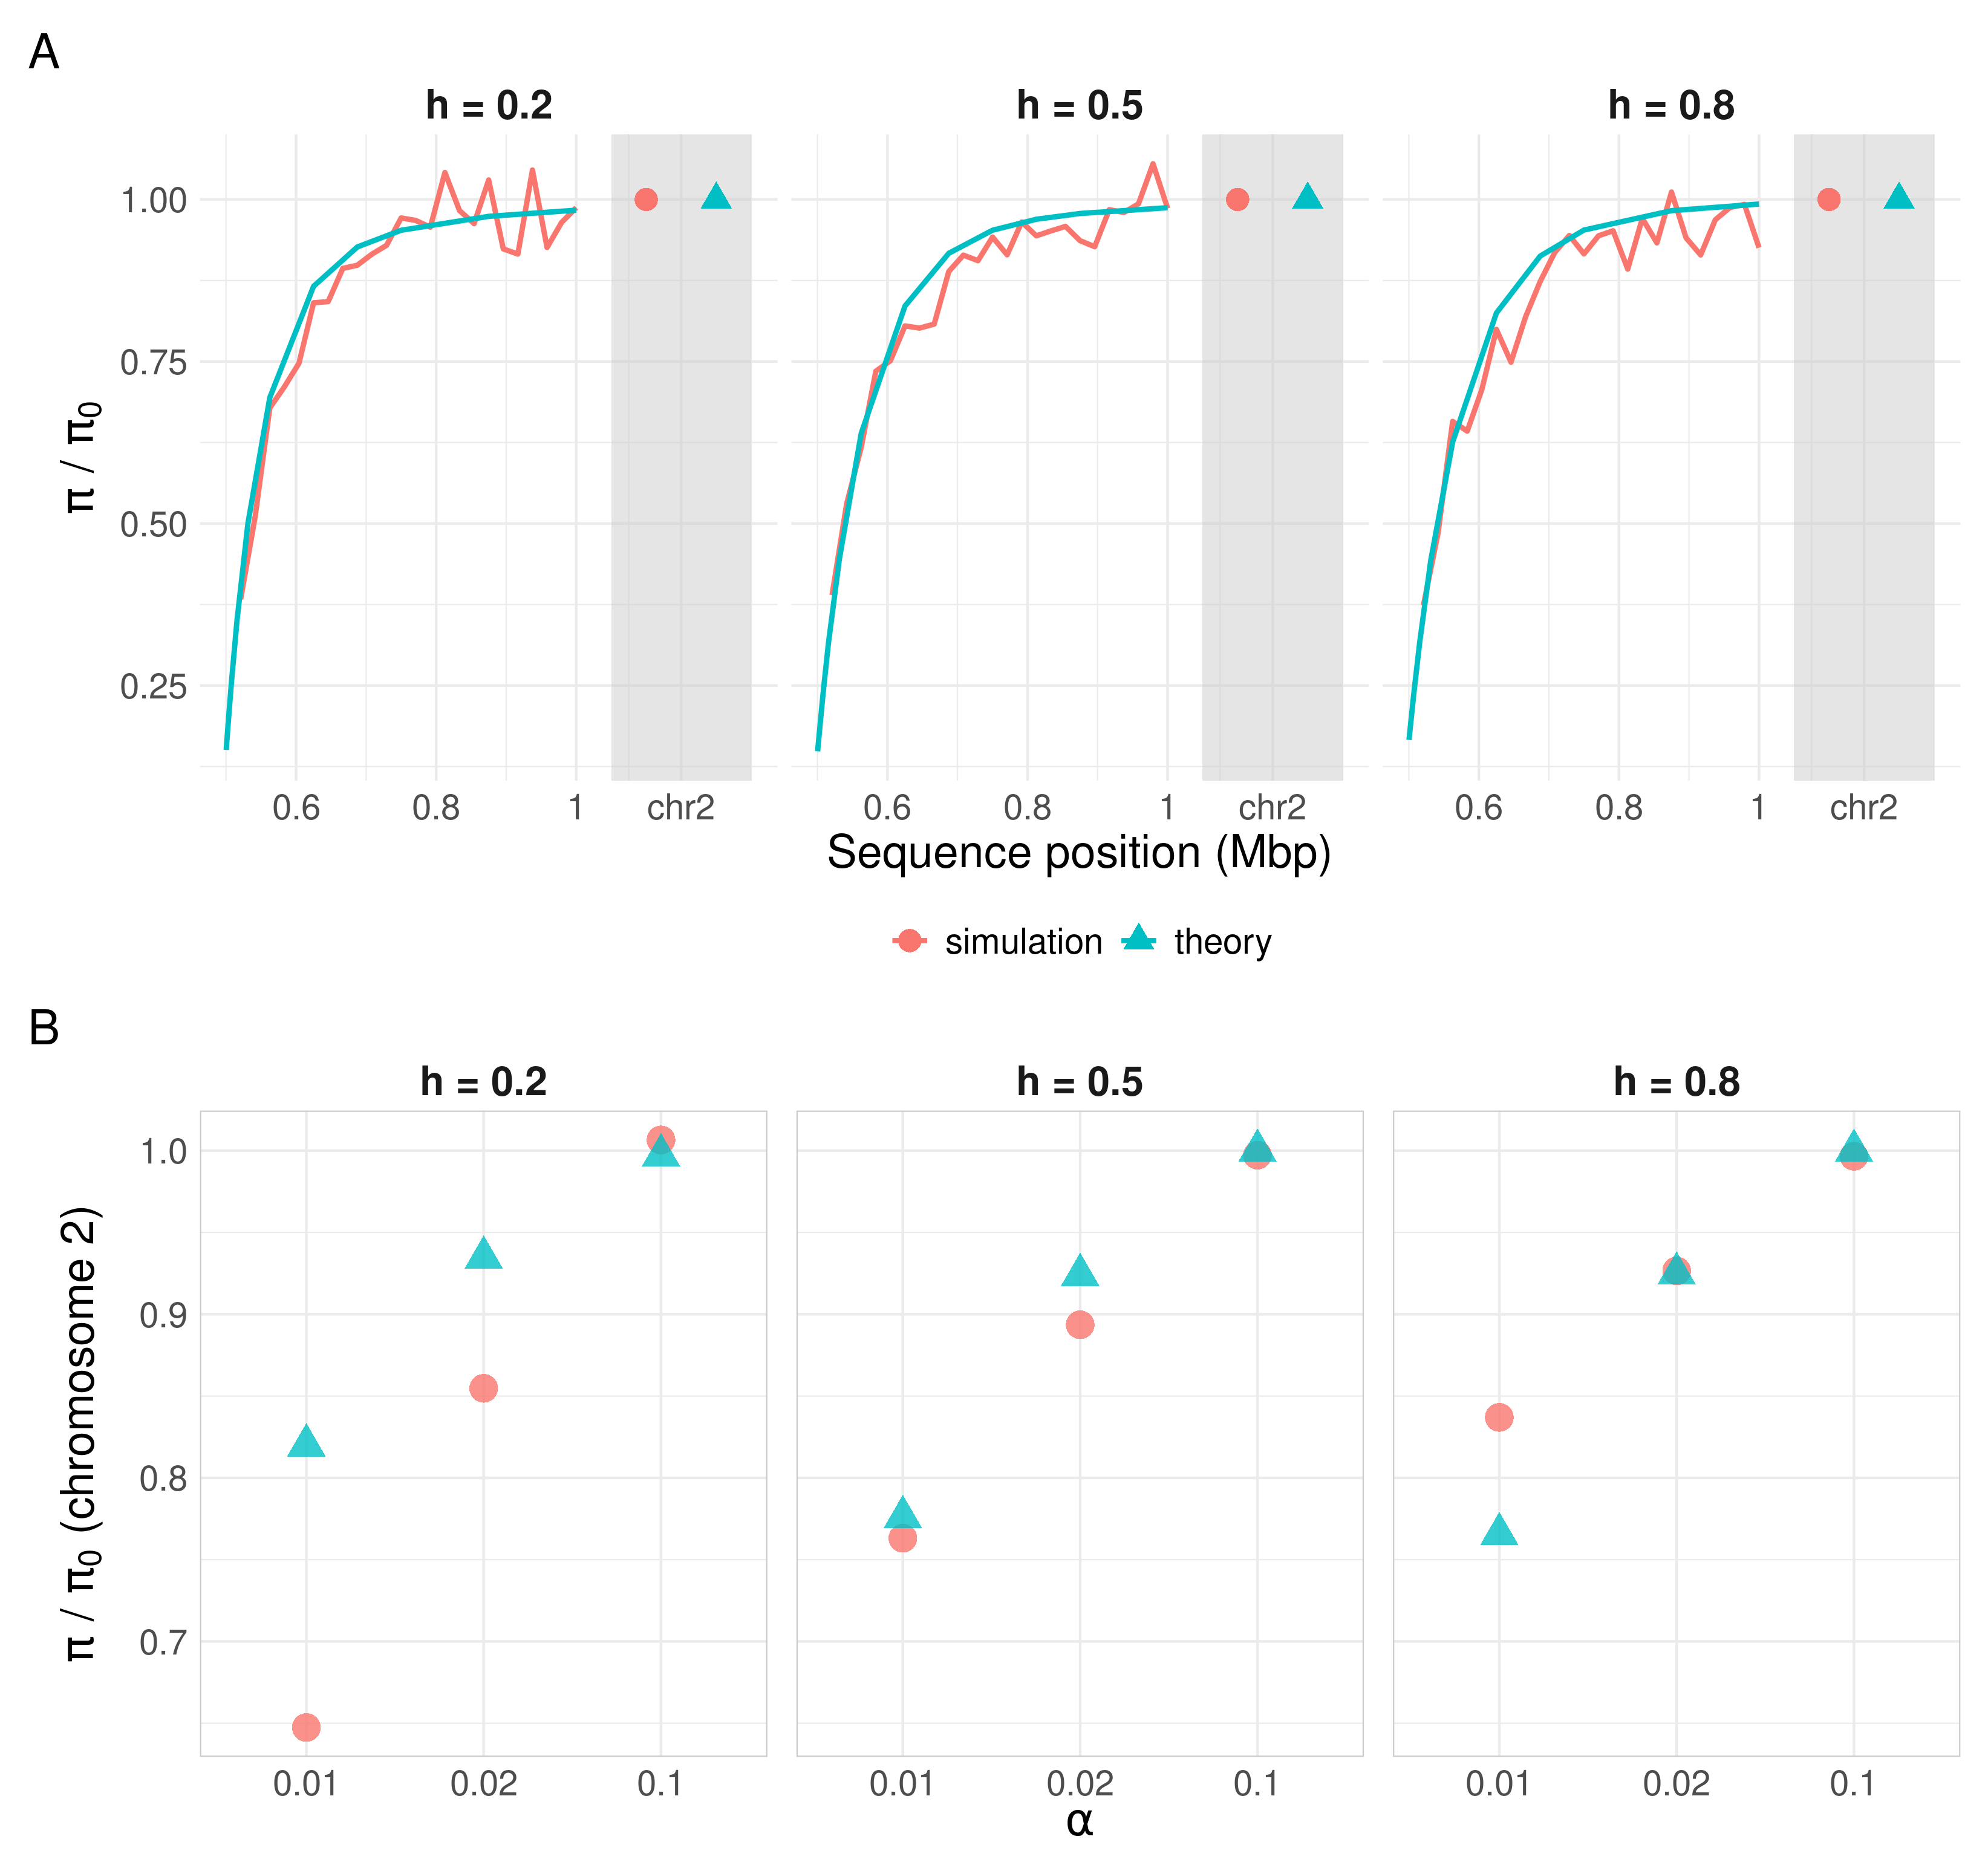 A
h = 0.2 h = 0.5 h = 0.8
π / π0
1.00
0.75
0.50
0.25
0.6 0.8 1 chr2 0.6 0.8 1 chr2 0.6 0.8 1 chr2
Sequence position (Mbp)
simulation theory
B
h = 0.2 h = 0.5 h = 0.8
π / π0 (chromosome 2)
1.0
0.9
0.8
0.7
0.01 0.02 0.1 0.01 0.02 0.1 0.01 0.02 0.1
α